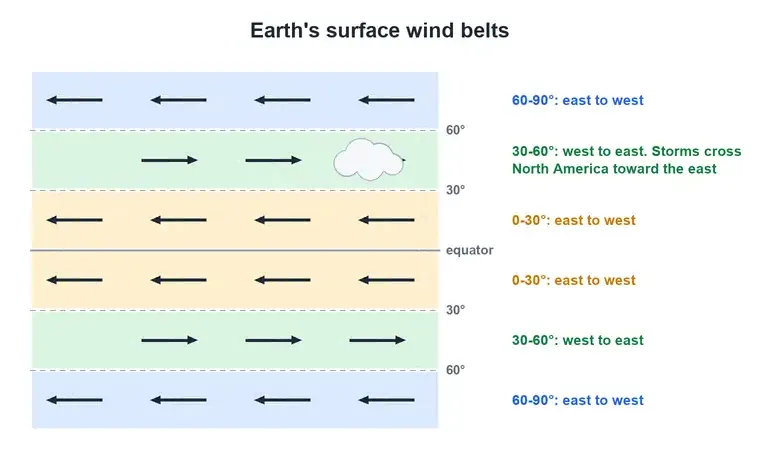 Earth's surface wind belts
60-90°: east to west
60°
30-60°: west to east. Storms cross
North America toward the east
30°
0-30°: east to west
equator
0-30°: east to west
30°
30-60°: west to east
60°
60-90°: east to west